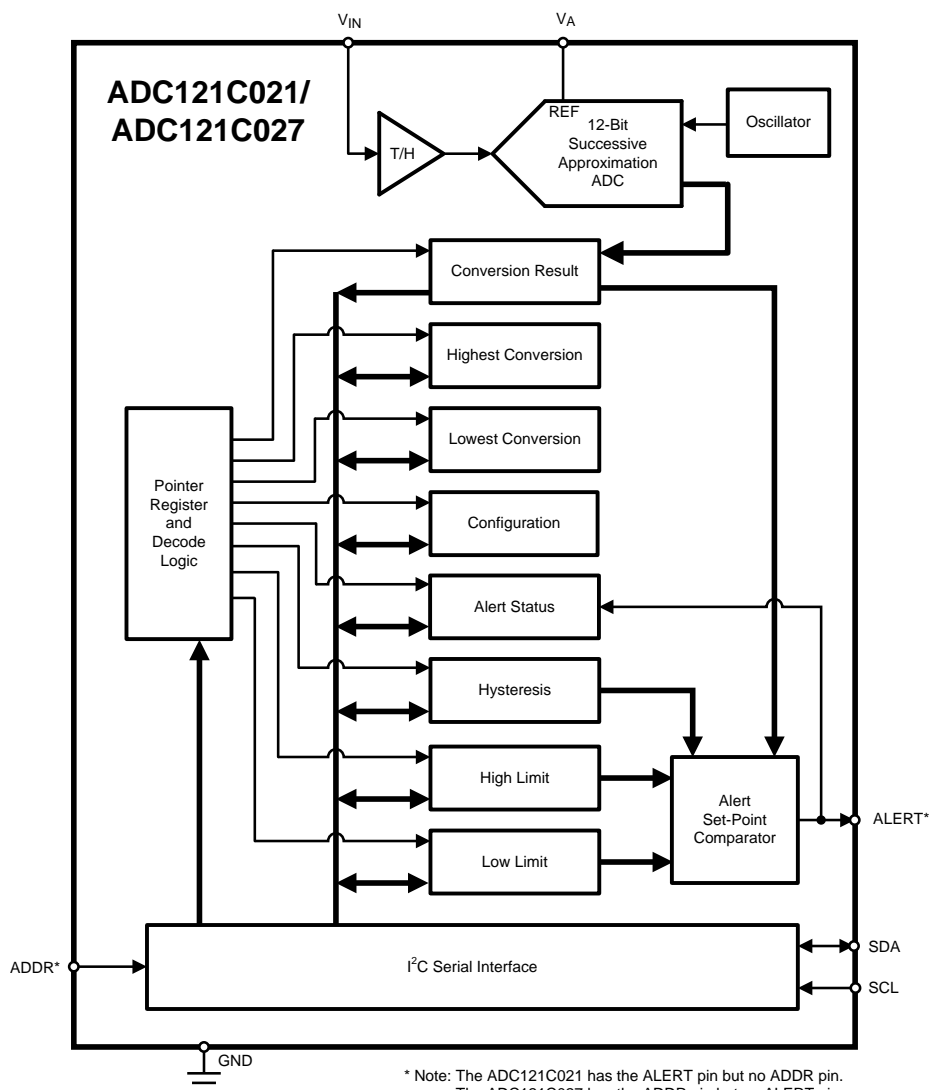 V_IN
V_A
ADC121C021/
ADC121C027
REF
12-Bit
Successive
Approximation
ADC
Oscillator
T/H
Conversion Result
Highest Conversion
Lowest Conversion
Pointer
Register
and
Decode
Logic
Configuration
Alert Status
Hysteresis
High Limit
Alert
Set-Point
Comparator
ALERT*
Low Limit
SDA
ADDR*
I²C Serial Interface
SCL
GND
* Note: The ADC121C021 has the ALERT pin but no ADDR pin.